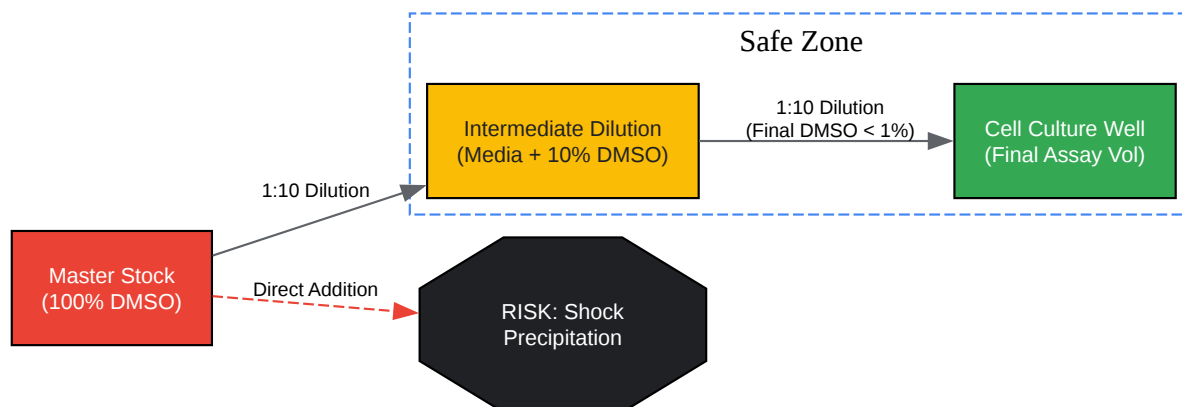 Safe Zone
Intermediate Dilution
(Media + 10% DMSO)
1:10 Dilution
(Final DMSO < 1%)
Cell Culture Well
(Final Assay Vol)
1:10 Dilution
Master Stock
(100% DMSO)
Direct Addition
RISK: Shock
Precipitation